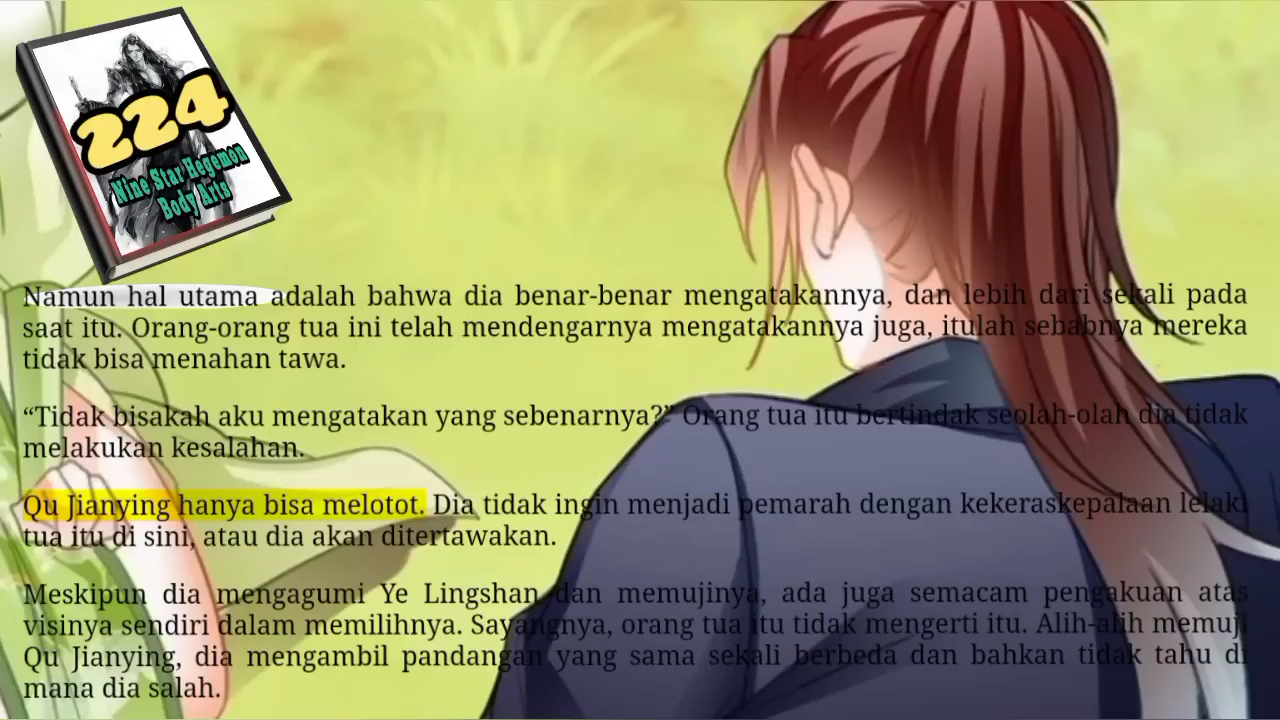 224
Nine Star Hegemon
Body Arts
Namun hal utama adalah bahwa dia benar-benar mengatakannya, dan lebih dari sekali pada
saat itu. Orang-orang tua ini telah mendengarnya mengatakannya juga, itulah sebabnya mereka
tidak bisa menahan tawa.
“Tidak bisakah aku mengatakan yang sebenarnya?” Orang tua itu bertindak seolah-olah dia tidak
melakukan kesalahan.
Qu Jianying hanya bisa melotot. Dia tidak ingin menjadi pemarah dengan kekeraskepalaan lelaki
tua itu di sini, atau dia akan ditertawakan.
Meskipun dia mengagumi Ye Lingshan dan memujinya, ada juga semacam pengakuan atas
visinya sendiri dalam memilihnya. Sayangnya, orang tua itu tidak mengerti itu. Alih-alih memuji
Qu Jianying, dia mengambil pandangan yang sama sekali berbeda dan bahkan tidak tahu di
mana dia salah.